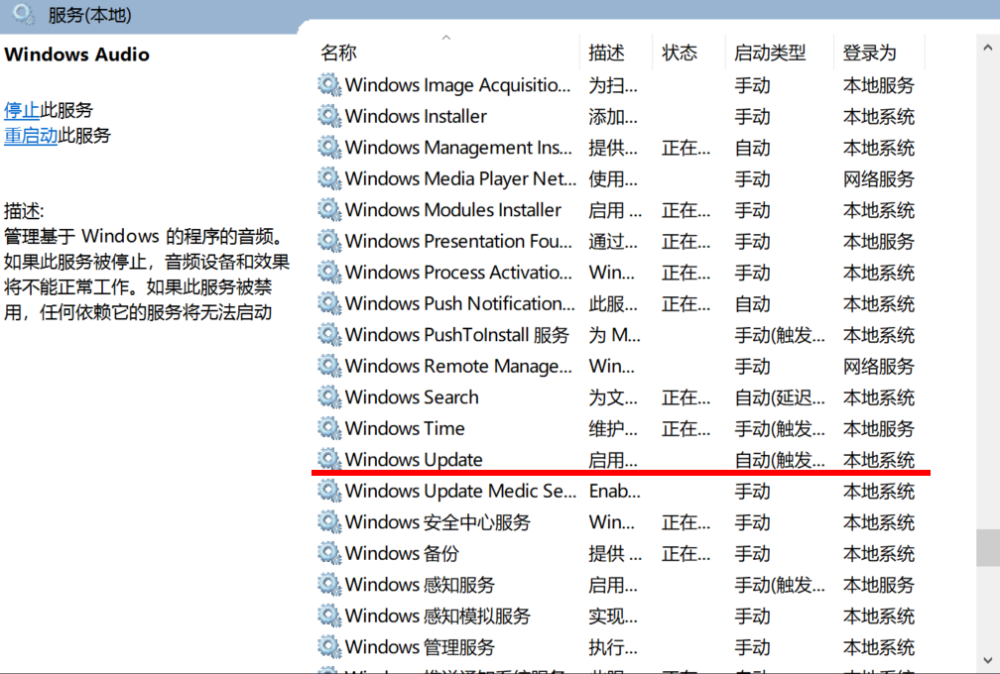 服务(本地)
Windows Audio
停止此服务
重启动此服务
描述:
管理基于 Windows 的程序的音频。
如果此服务被停止，音频设备和效果
将不能正常工作。如果此服务被禁
用，任何依赖它的服务将无法启动
名称 描述 状态 启动类型 登录为
Windows Image Acquisitio... 为扫... 手动 本地服务
Windows Installer 添加... 手动 本地系统
Windows Management Ins... 提供... 正在... 自动 本地系统
Windows Media Player Net... 使用... 手动 网络服务
Windows Modules Installer 启用 ... 正在... 手动 本地系统
Windows Presentation Fou... 通过... 正在... 手动 本地服务
Windows Process Activatio... Win... 正在... 手动 本地系统
Windows Push Notification... 此服... 正在... 自动 本地系统
Windows PushToInstall 服务 为 M... 手动(触发... 本地系统
Windows Remote Manage... Win... 手动 网络服务
Windows Search 为文... 正在... 自动(延迟... 本地系统
Windows Time 维护... 正在... 手动(触发... 本地服务
Windows Update 启用... 自动(触发... 本地系统
Windows Update Medic Se... Enab... 手动 本地系统
Windows 安全中心服务 Win... 正在... 手动 本地系统
Windows 备份 提供 ... 正在... 手动 本地系统
Windows 感知服务 启用... 手动(触发... 本地服务
Windows 感知模拟服务 实现... 手动 本地系统
Windows 管理服务 执行... 手动 本地系统